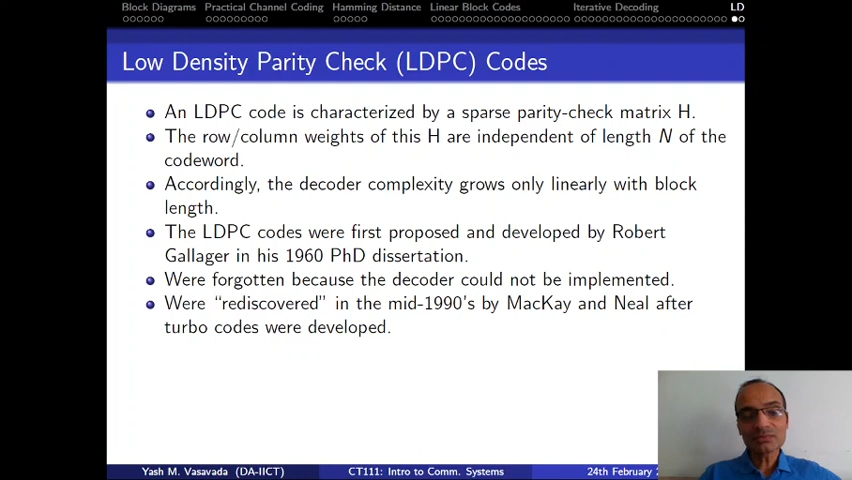 Block Diagrams Practical Channel Coding Hamming Distance Linear Block Codes Iterative Decoding LD
Low Density Parity Check (LDPC) Codes
An LDPC code is characterized by a sparse parity-check matrix H.
The row/column weights of this H are independent of length N of the
codeword.
Accordingly, the decoder complexity grows only linearly with block
length.
The LDPC codes were first proposed and developed by Robert
Gallager in his 1960 PhD dissertation.
Were forgotten because the decoder could not be implemented.
Were “rediscovered” in the mid-1990's by MacKay and Neal after
turbo codes were developed.
Yash M. Vasavada (DA-IICT) CT111: Intro to Comm. Systems 24th February